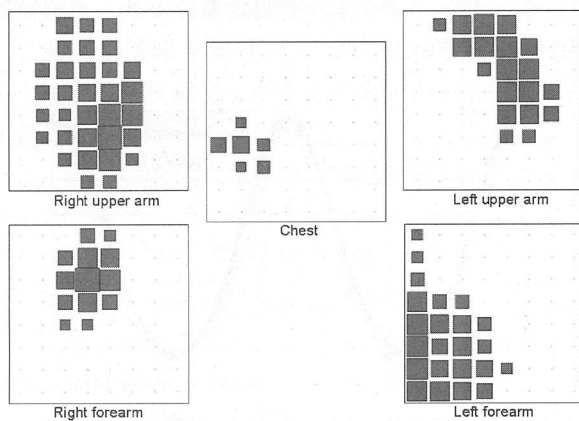 Right upper arm
Left upper arm
Chest
Right forearm
Left forearm